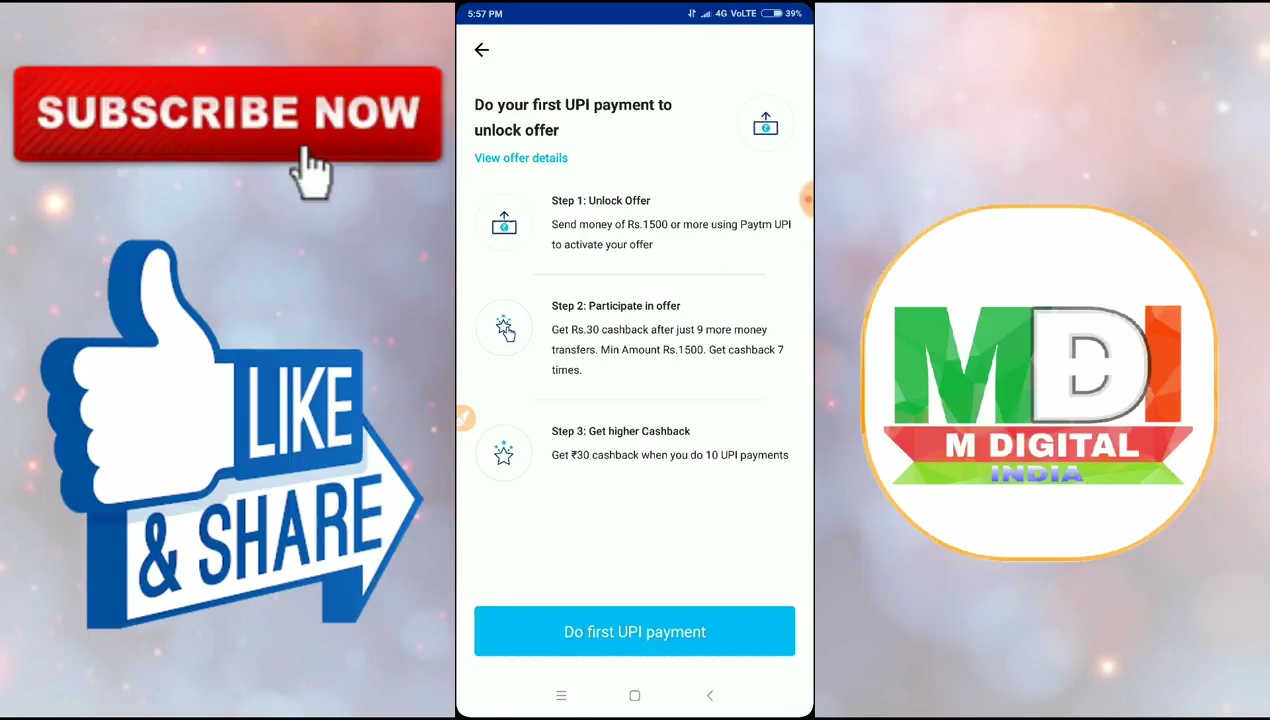 SUBSCRIBE NOW
LIKE
& SHARE
5:57 PM
4G VoLTE
39%
Do your first UPI payment to
unlock offer
View offer details
Step 1: Unlock Offer
Send money of Rs.1500 or more using Paytm UPI
to activate your offer
Step 2: Participate in offer
Get Rs.30 cashback after just 9 more money
transfers. Min Amount Rs.1500. Get cashback 7
times.
Step 3: Get higher Cashback
Get ₹30 cashback when you do 10 UPI payments
Do first UPI payment
MDI
M DIGITAL
INDIA